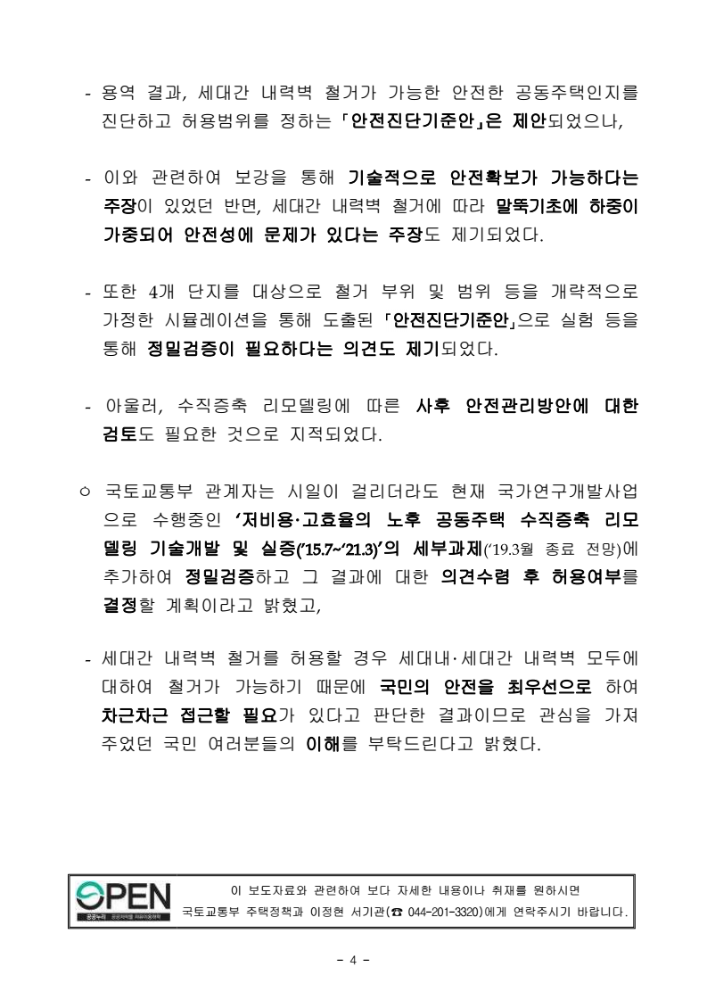 - 용역 결과, 세대간 내력벽 철거가 가능한 안전한 공동주택인지를
진단하고 허용범위를 정하는 「안전진단기준안」은 제안되었으나,
- 이와 관련하여 보강을 통해 기술적으로 안전확보가 가능하다는
주장이 있었던 반면, 세대간 내력벽 철거에 따라 말뚝기초에 하중이
가중되어 안전성에 문제가 있다는 주장도 제기되었다.
- 또한 4개 단지를 대상으로 철거 부위 및 범위 등을 개략적으로
가정한 시뮬레이션을 통해 도출된 「안전진단기준안」으로 실험 등을
통해 정밀검증이 필요하다는 의견도 제기되었다.
- 아울러, 수직증축 리모델링에 따른 사후 안전관리방안에 대한
검토도 필요한 것으로 지적되었다.
ㅇ 국토교통부 관계자는 시일이 걸리더라도 현재 국가연구개발사업
으로 수행중인 ‘저비용·고효율의 노후 공동주택 수직증축 리모
델링 기술개발 및 실증(’15.7~‘21.3)’의 세부과제(‘19.3월 종료 전망)에
추가하여 정밀검증하고 그 결과에 대한 의견수렴 후 허용여부를
결정할 계획이라고 밝혔고,
- 세대간 내력벽 철거를 허용할 경우 세대내·세대간 내력벽 모두에
대하여 철거가 가능하기 때문에 국민의 안전을 최우선으로 하여
차근차근 접근할 필요가 있다고 판단한 결과이므로 관심을 가져
주었던 국민 여러분들의 이해를 부탁드린다고 밝혔다.
OPEN
공공누리 공공저작물 자유이용허락
이 보도자료와 관련하여 보다 자세한 내용이나 취재를 원하시면
국토교통부 주택정책과 이정현 서기관(☎ 044-201-3320)에게 연락주시기 바랍니다.
- 4 -